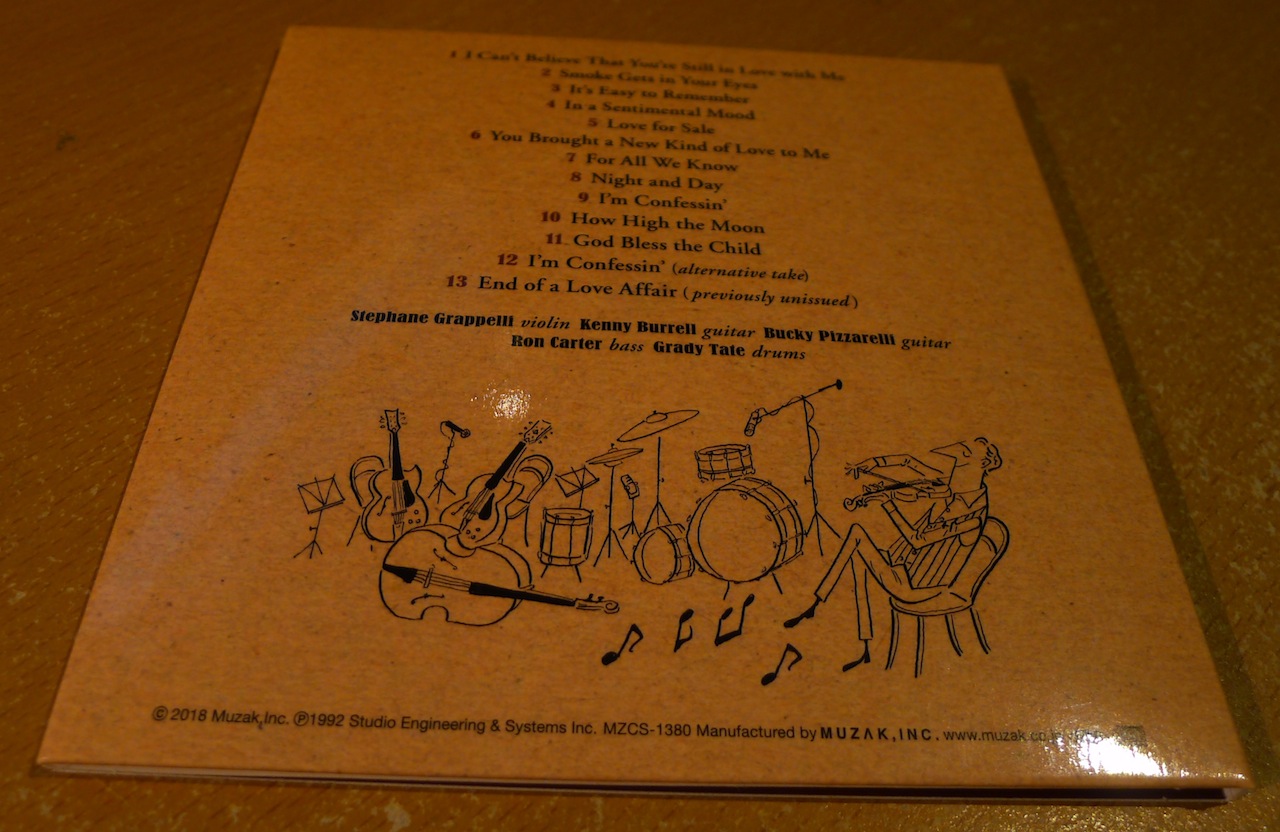 1 I Can't Believe That You're Still in Love with Me
2 Smoke Gets in Your Eyes
3 It's Easy to Remember
4 In a Sentimental Mood
5 Love for Sale
6 You Brought a New Kind of Love to Me
7 For All We Know
8 Night and Day
9 I'm Confessin'
10 How High the Moon
11 God Bless the Child
12 I'm Confessin' (alternative take)
13 End of a Love Affair (previously unissued)
Stephane Grappelli violin Kenny Burrell guitar Bucky Pizzarelli guitar
Ron Carter bass Grady Tate drums
© 2018 Muzak, Inc. ℗1992 Studio Engineering & Systems Inc. MZCS-1380 Manufactured by MUZAK, INC. www.muzak.co.jp